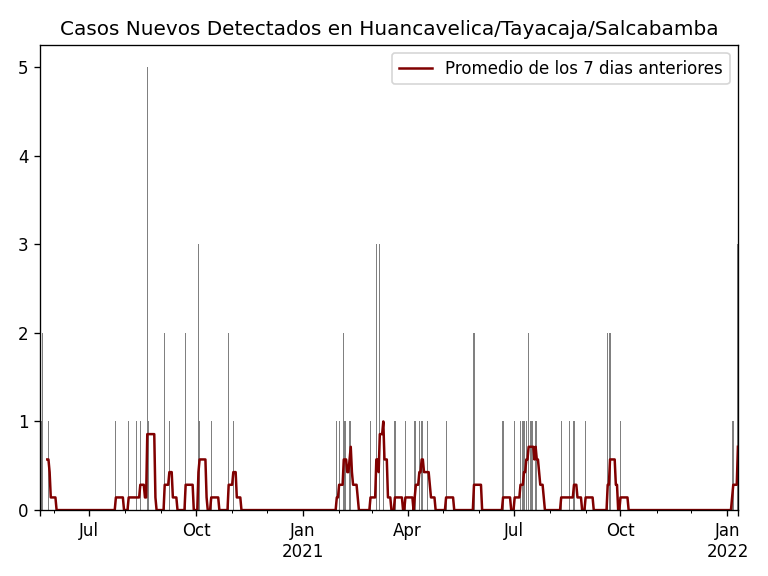 Casos Nuevos Detectados en Huancavelica/Tayacaja/Salcabamba
Promedio de los 7 dias anteriores
5
4
3
2
1
0
Jul
Oct
Jan
2021
Apr
Jul
Oct
Jan
2022